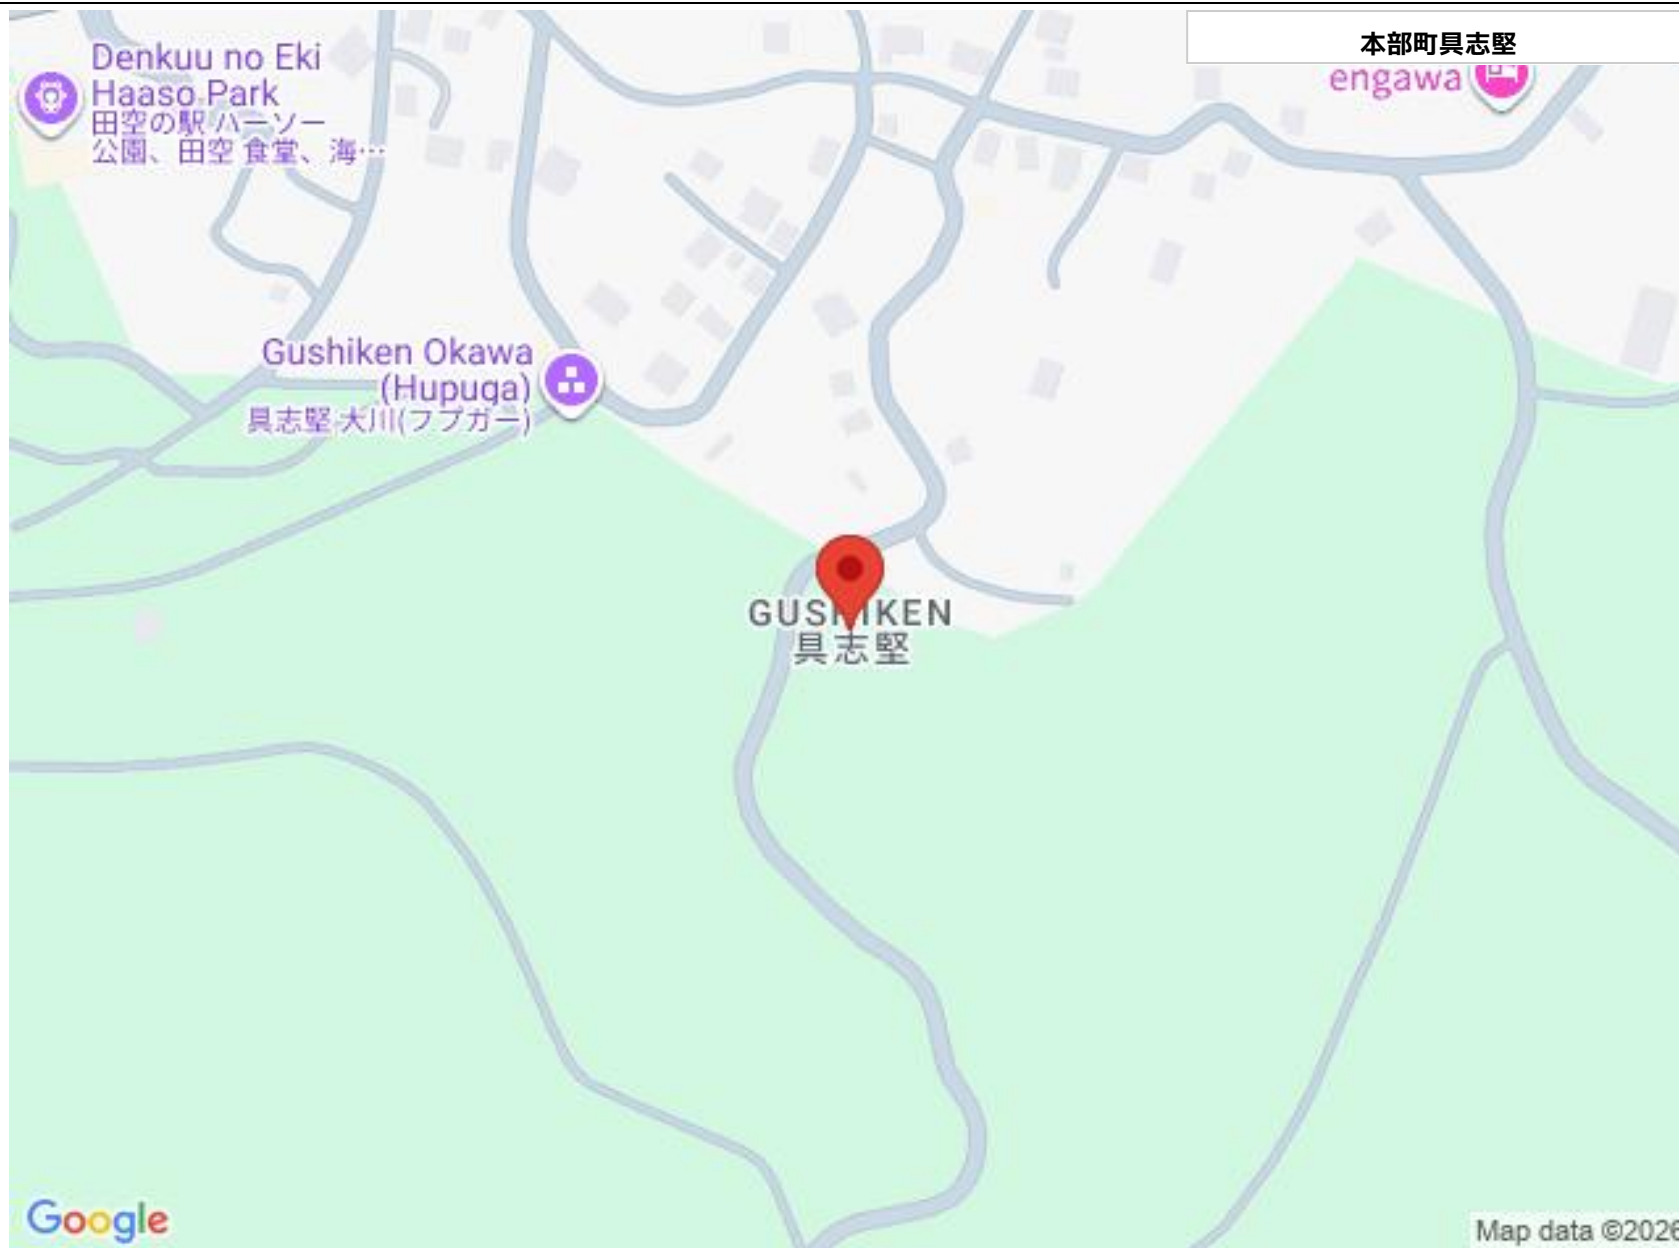 本部町具志堅
Denkuu no Eki
Haaso Park
田空の駅 ハーソー
公園、田空 食堂、海…
engawa
Gushiken Okawa
(Hupuga)
具志堅 大川(フプガー)
GUSHIKEN
具志堅
Google
Map data ©2026